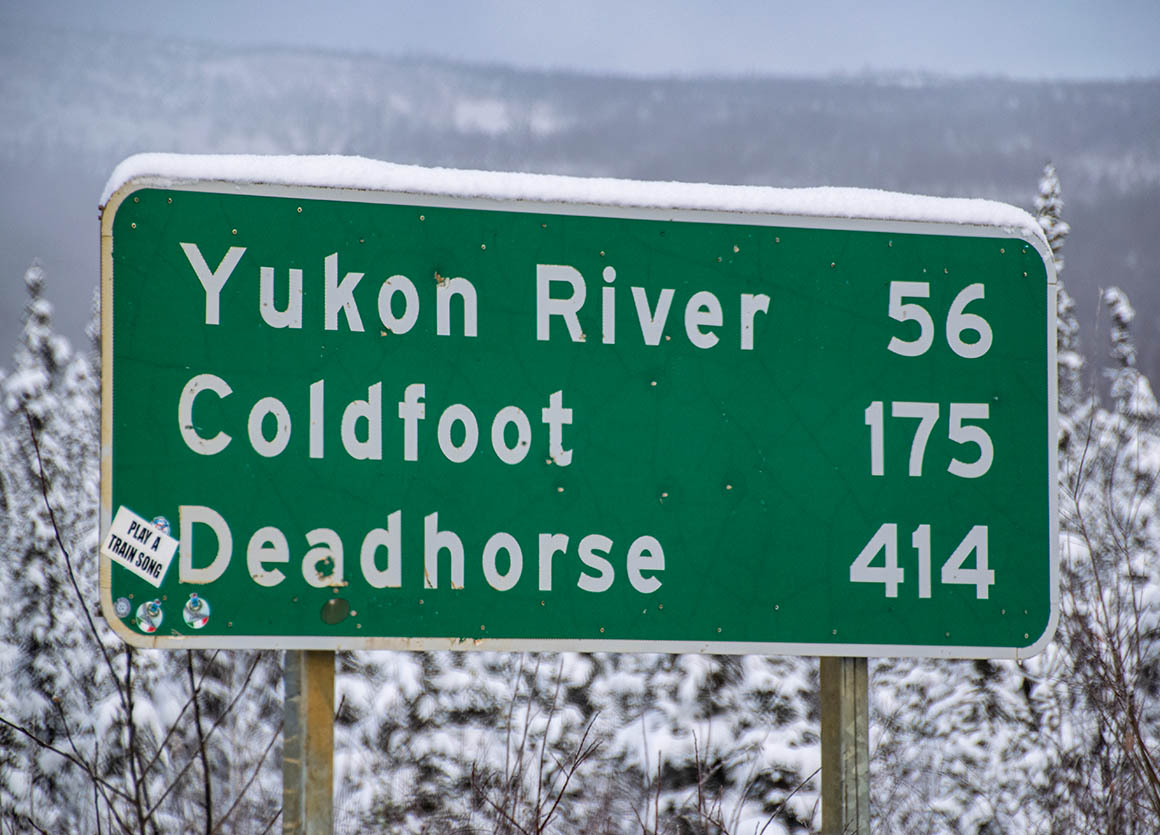 Yukon River 56
Coldfoot 175
Deadhorse 414
PLAY A
TRAIN SONG